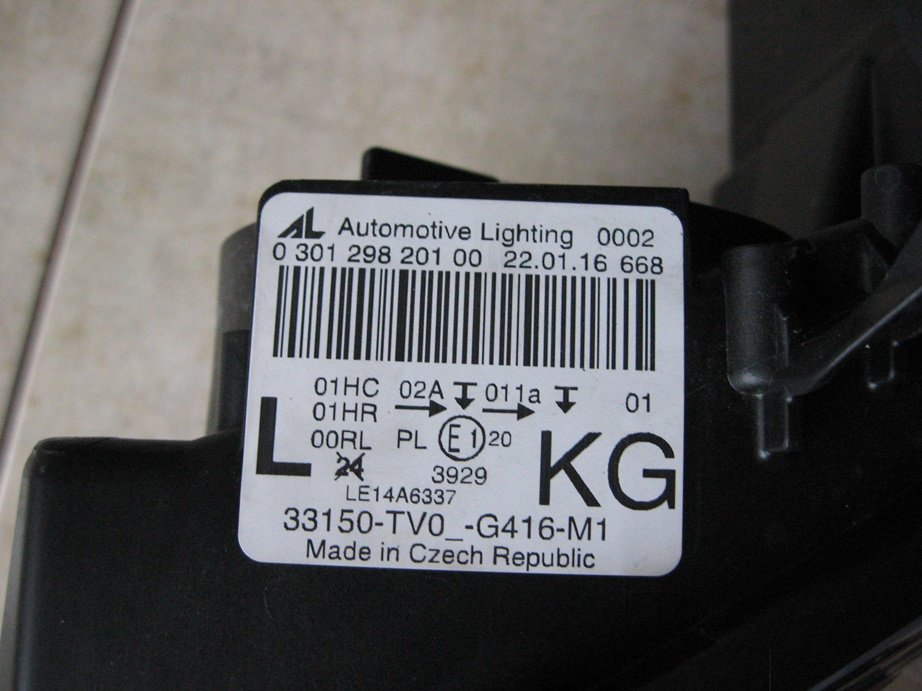 AL Automotive Lighting 0002
0 301 298 201 00 22.01.16 668
01HC 02A 011a 01
01HR
00RL PL E1 20
L KG
24 3929
LE14A6337
33150-TV0_-G416-M1
Made in Czech Republic